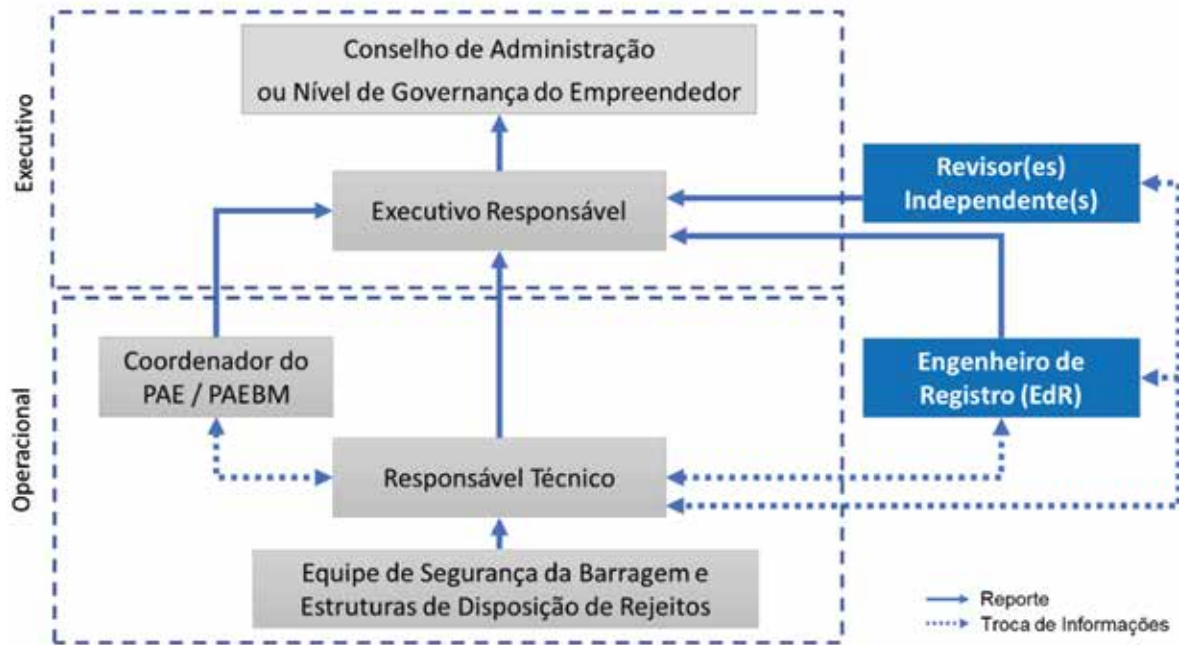 Executivo
Conselho de Administração
ou Nível de Governança do Empreendedor
Executivo Responsável
Revisor(es)
Independente(s)
Operacional
Coordenador do
PAE / PAEBM
Engenheiro de
Registro (EdR)
Responsável Técnico
Equipe de Segurança da Barragem e
Estruturas de Disposição de Rejeitos
Reporte
Troca de Informações